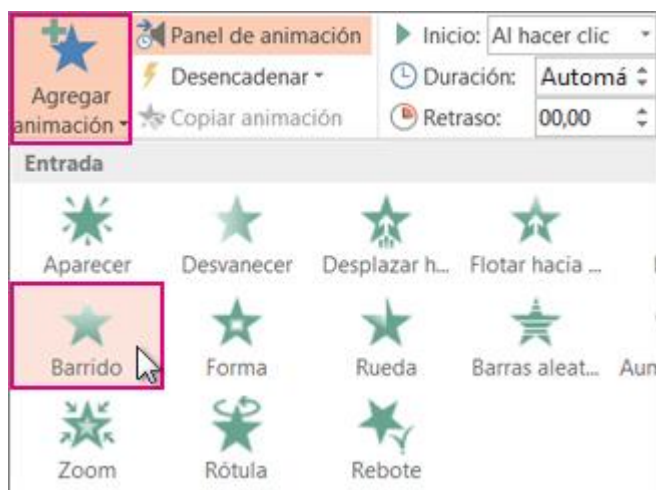 Agregar
animación
Panel de animación
Desencadenar
Copiar animación
Inicio: Al hacer clic
Duración: Automá
Retraso: 00,00
Entrada
Aparecer Desvanecer Desplazar h... Flotar hacia ...
Barrido Forma Rueda Barras aleat... Aun
Zoom Rótula Rebote